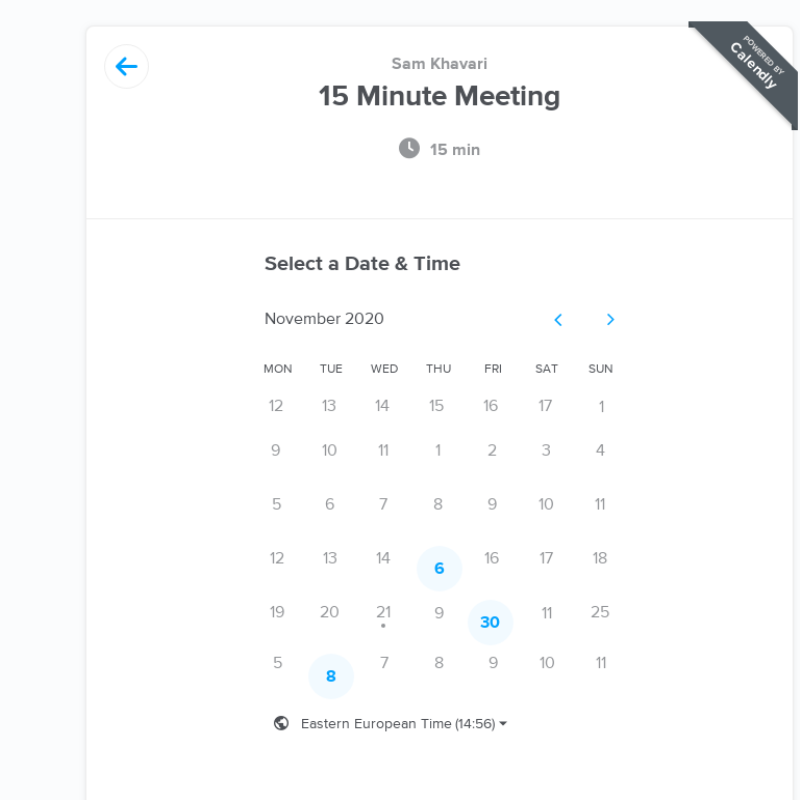 POWERED BY
Calendly
Sam Khavari
15 Minute Meeting
15 min
Select a Date & Time
November 2020
MON TUE WED THU FRI SAT SUN
12 13 14 15 16 17 1
9 10 11 1 2 3 4
5 6 7 8 9 10 11
12 13 14 6 16 17 18
19 20 21 9 30 11 25
5 8 7 8 9 10 11
Eastern European Time (14:56)